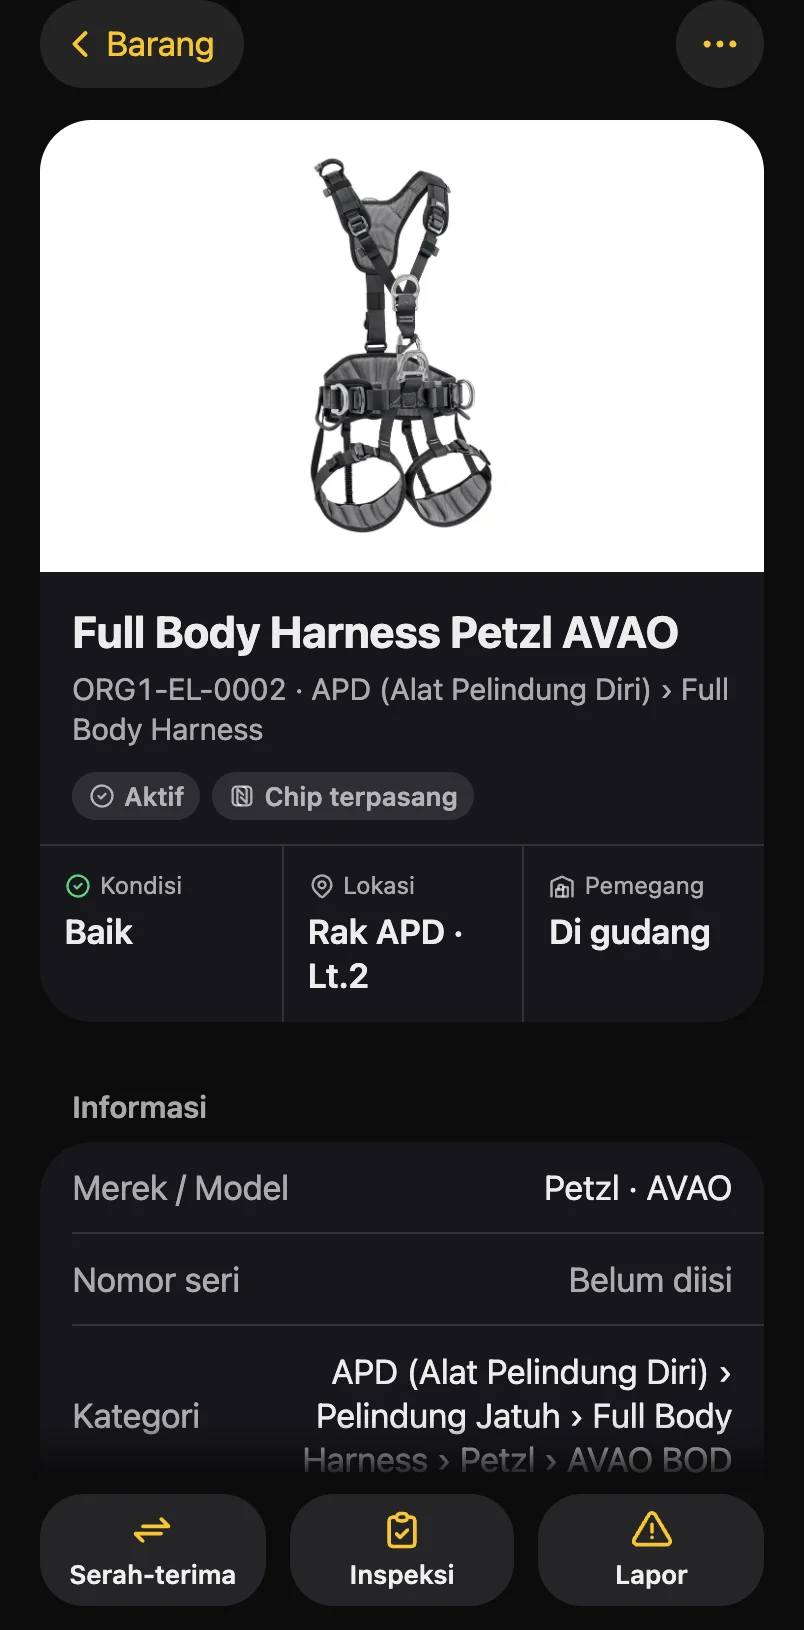 Barang
Full Body Harness Petzl AVAO
ORG1-EL-0002 · APD (Alat Pelindung Diri) › Full
Body Harness
Aktif
Chip terpasang
Kondisi
Baik
Lokasi
Rak APD ·
Lt.2
Pemegang
Di gudang
Informasi
Merek / Model
Petzl · AVAO
Nomor seri
Belum diisi
Kategori
APD (Alat Pelindung Diri) ›
Pelindung Jatuh › Full Body
Harness › Petzl › AVAO BOD
Serah-terima
Inspeksi
Lapor